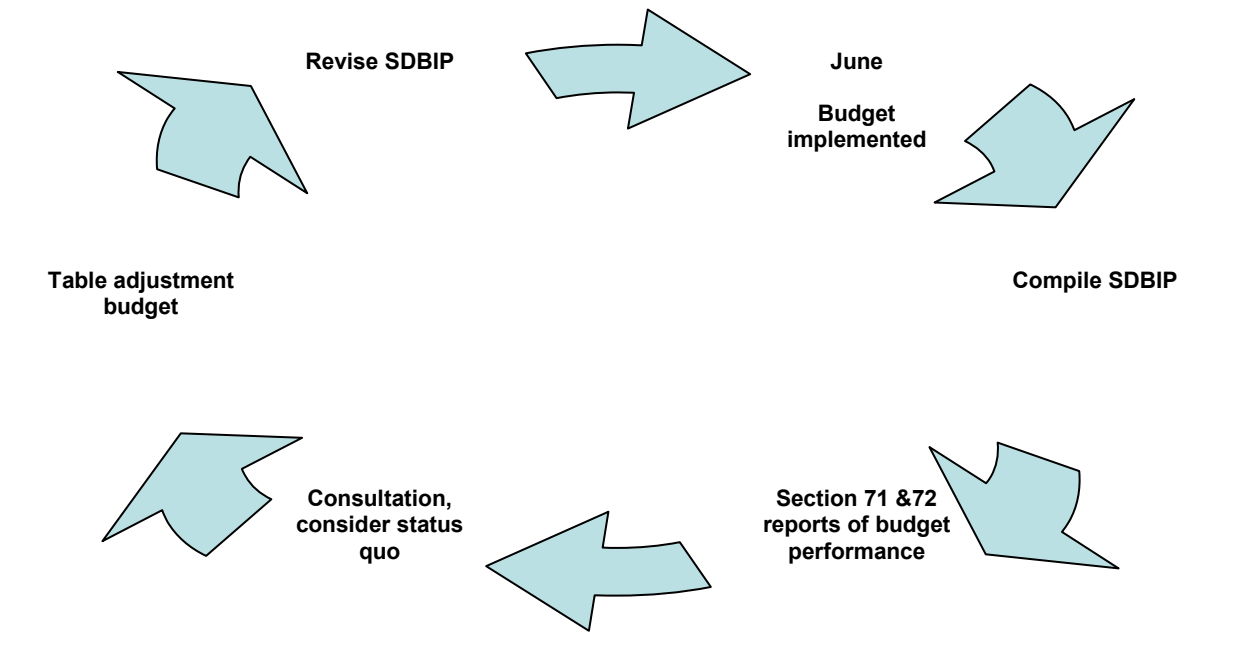 Revise SDBIP
June
Budget
implemented
Table adjustment
budget
Compile SDBIP
Consultation,
consider status
quo
Section 71 &72
reports of budget
performance